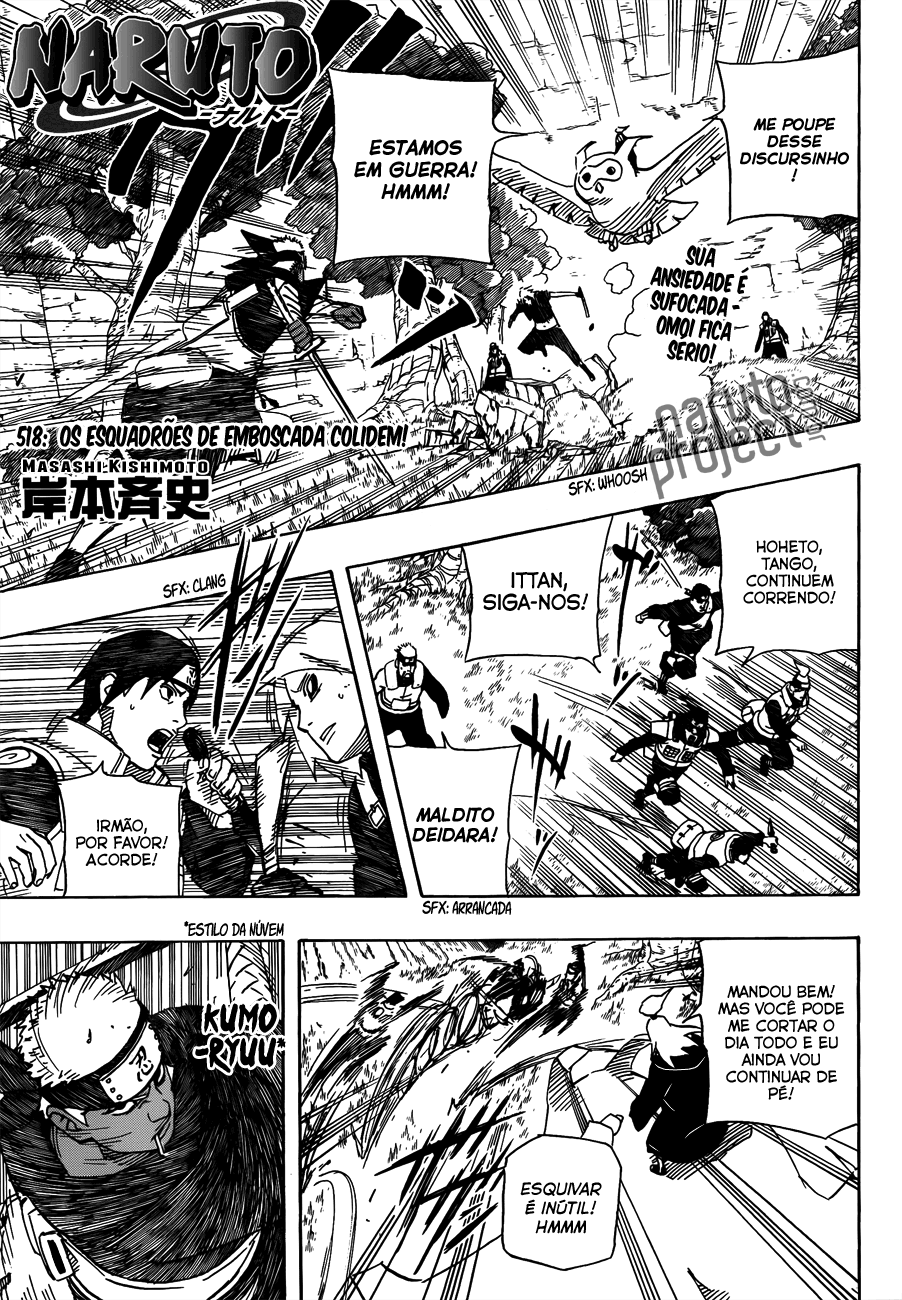 NARUTO
-ナルト-
ME POUPE
DESSE
DISCURSINHO
!
ESTAMOS
EM GUERRA!
HMMM!
SUA
ANSIEDADE É
SUFOCADA -
OMOI FICA
SERIO!
518: OS ESQUADRÕES DE EMBOSCADA COLIDEM!
MASASHI KISHIMOTO
岸本斉史
naruto
project
SFX: WHOOSH
HOHETO,
TANGO,
CONTINUEM
CORRENDO!
ITTAN,
SIGA-NOS!
MALDITO
DEIDARA!
SFX: ARRANCADA
SFX: CLANG
IRMÃO,
POR FAVOR!
ACORDE!
MANDOU BEM!
MAS VOCÊ PODE
ME CORTAR O
DIA TODO E EU
AINDA VOU
CONTINUAR DE
PÉ!
ESQUIVAR
É INÚTIL!
HMMM
*ESTILO DA NÚVEM
KUMO
-RYUU*